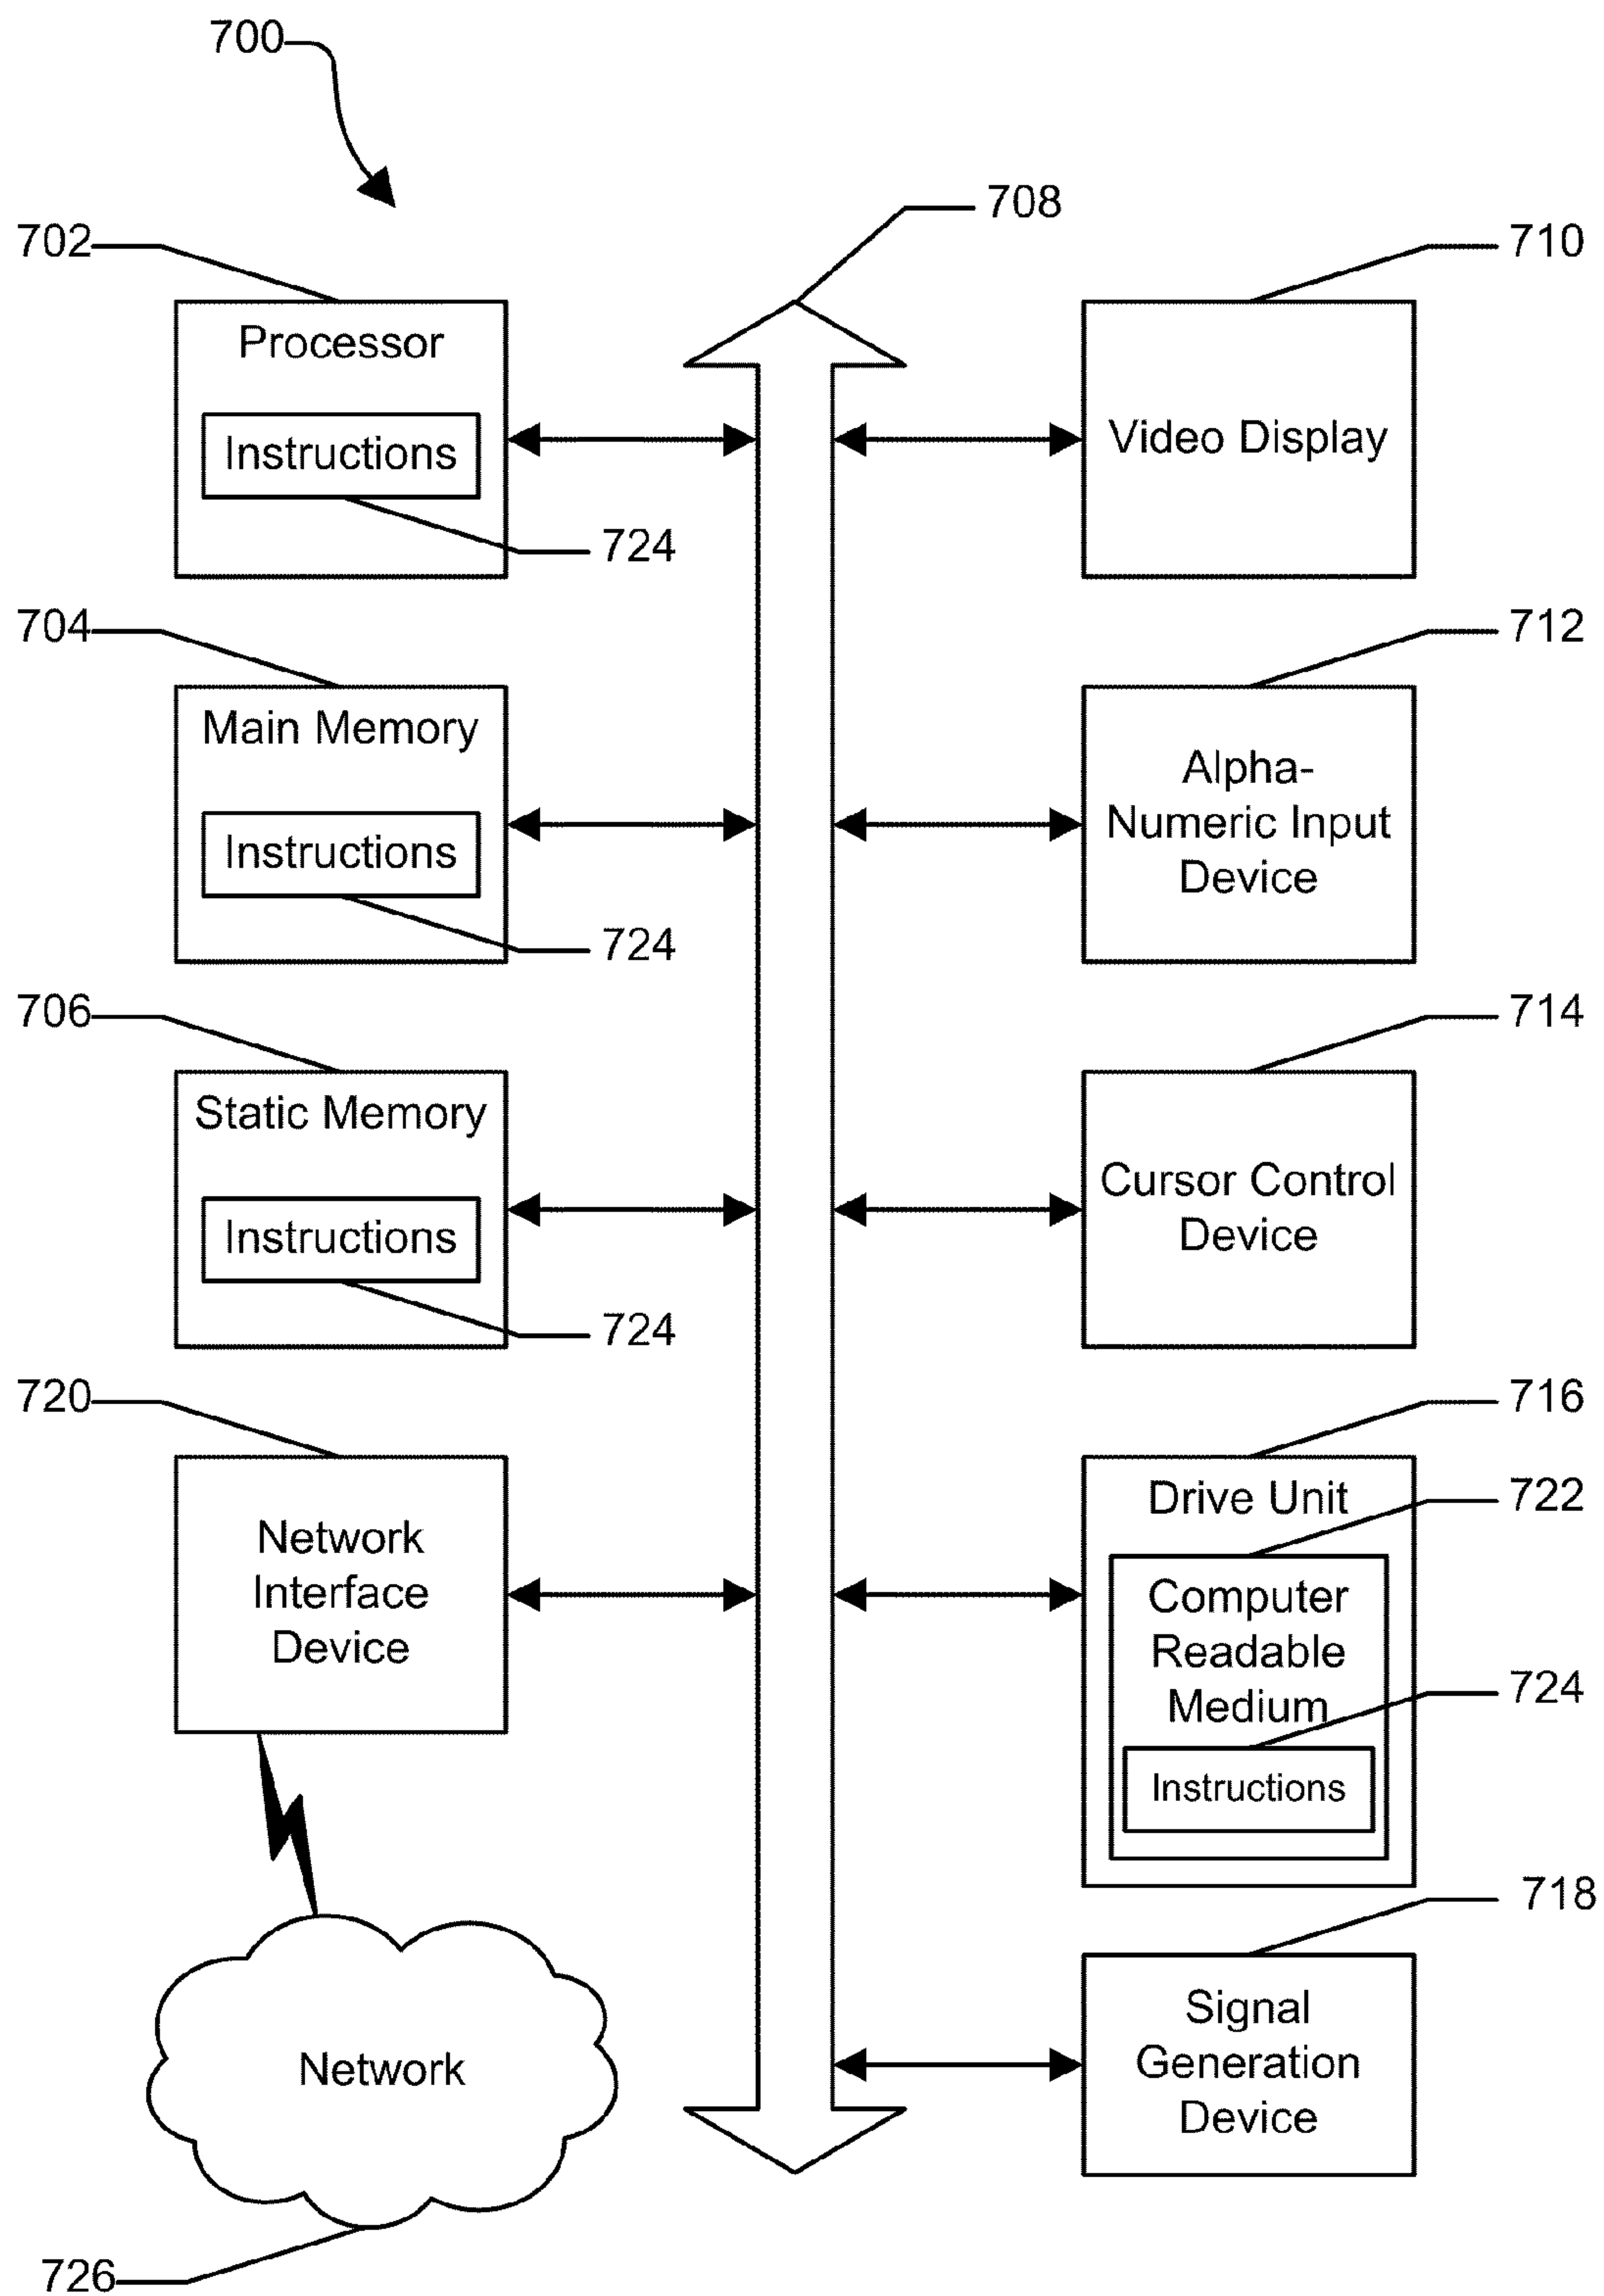 700
708
702
710
Processor
Instructions
Video Display
724
704
712
Main Memory
Alpha-
Numeric Input
Device
Instructions
724
706
714
Static Memory
Cursor Control
Device
Instructions
724
720
716
Network
Interface
Device
Drive Unit
722
Computer
Readable
Medium
724
Instructions
718
Signal
Generation
Device
Network
726